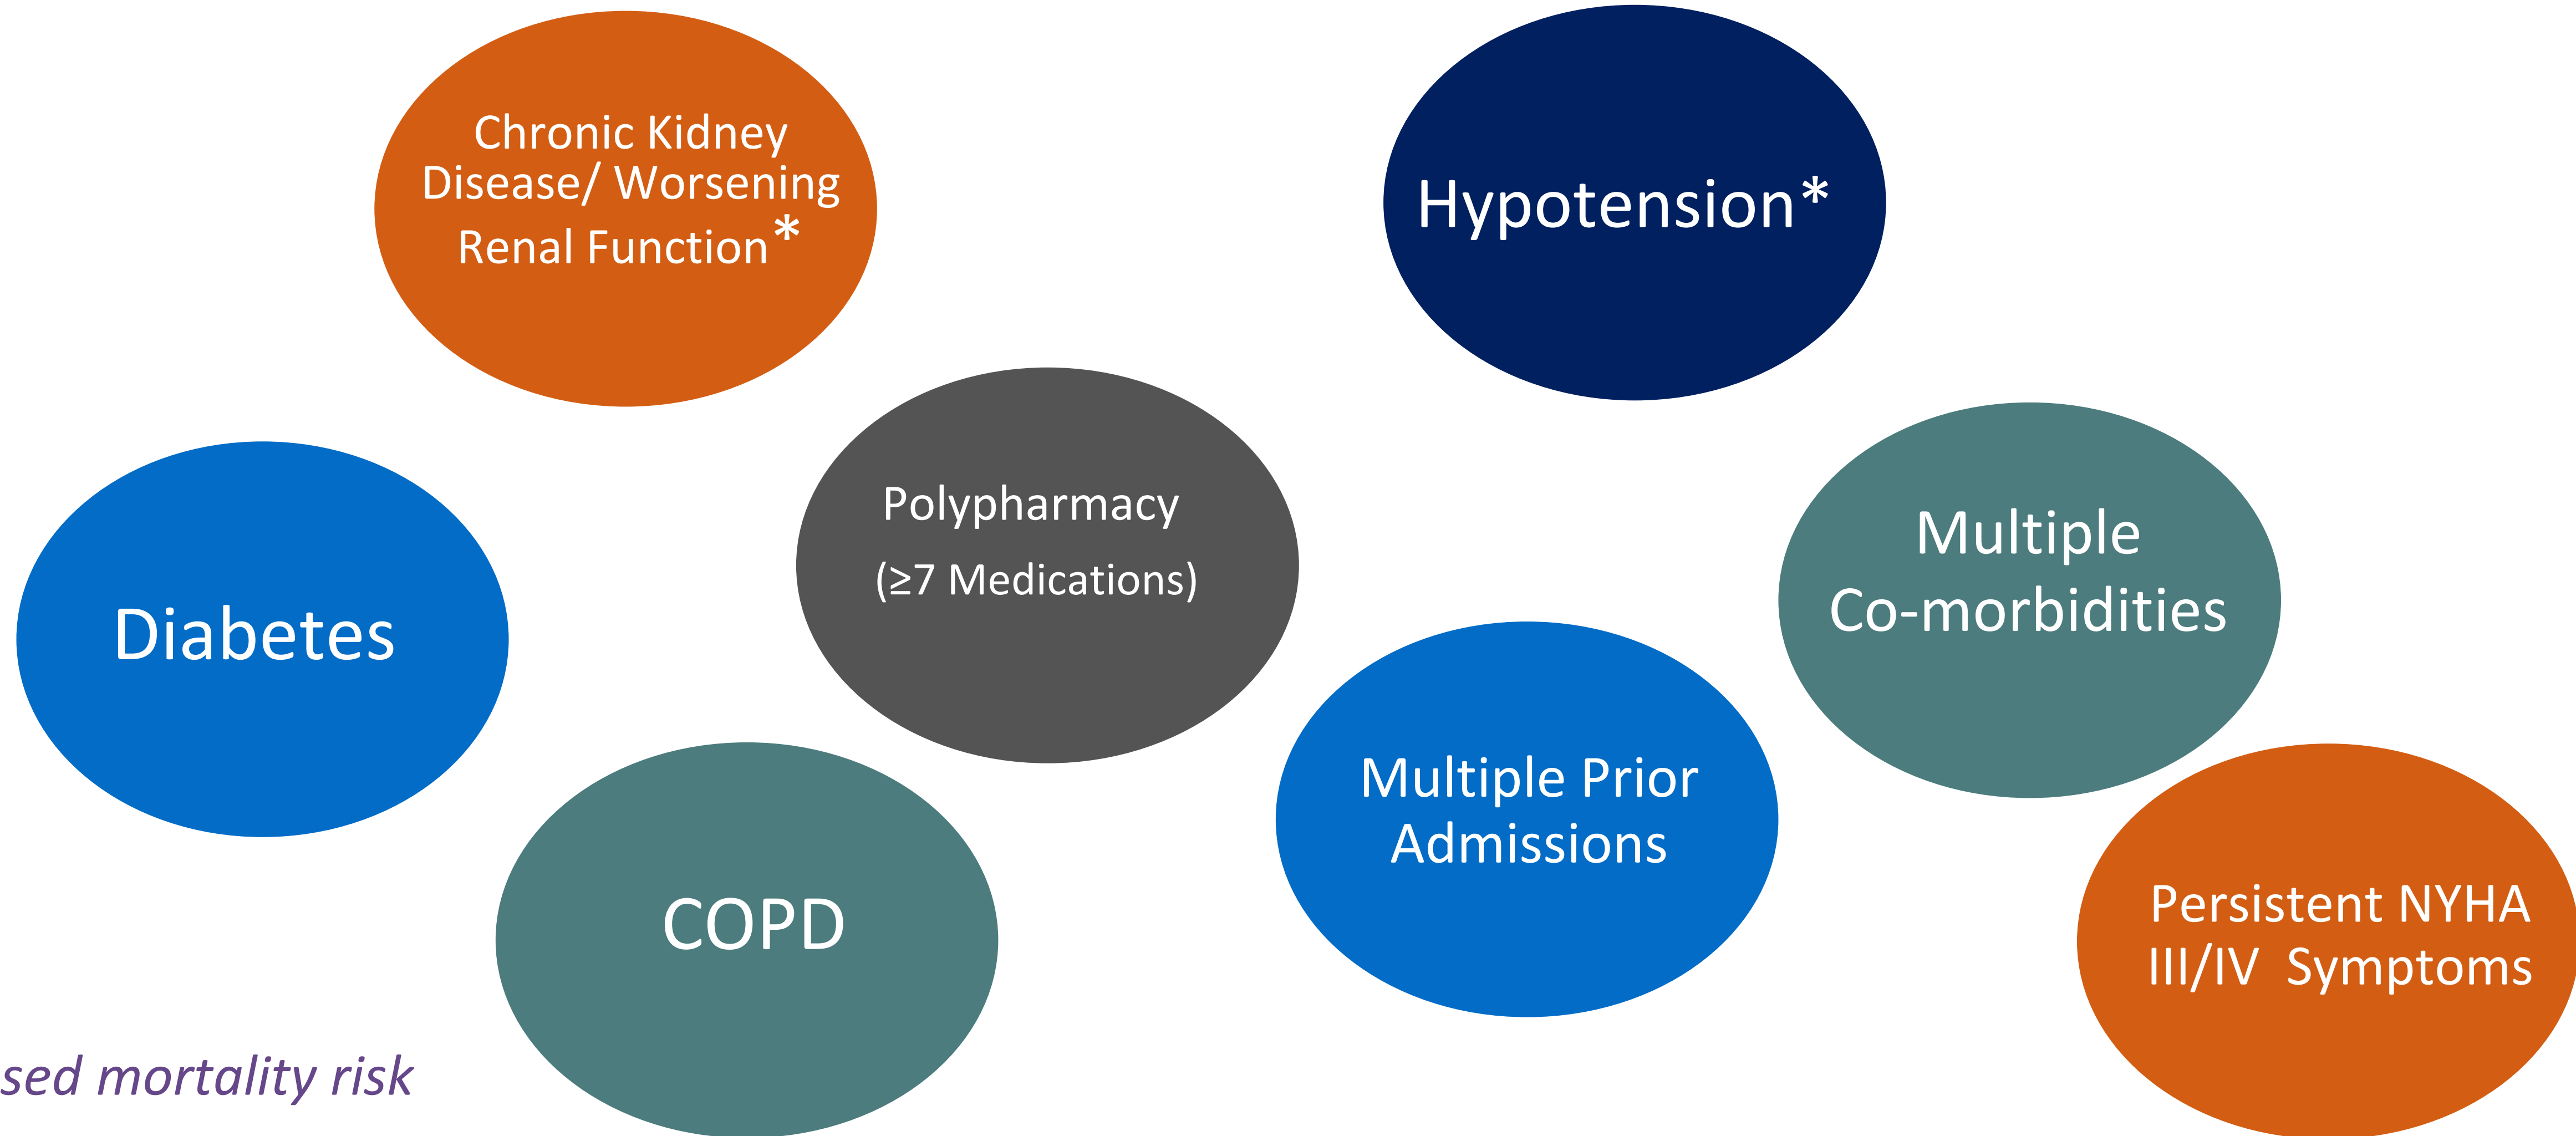 Chronic Kidney
Disease/ Worsening
Renal Function*
Hypotension*
Polypharmacy
(≥7 Medications)
Multiple
Co-morbidities
Diabetes
Multiple Prior
Admissions
COPD
Persistent NYHA
III/IV Symptoms
sed mortality risk